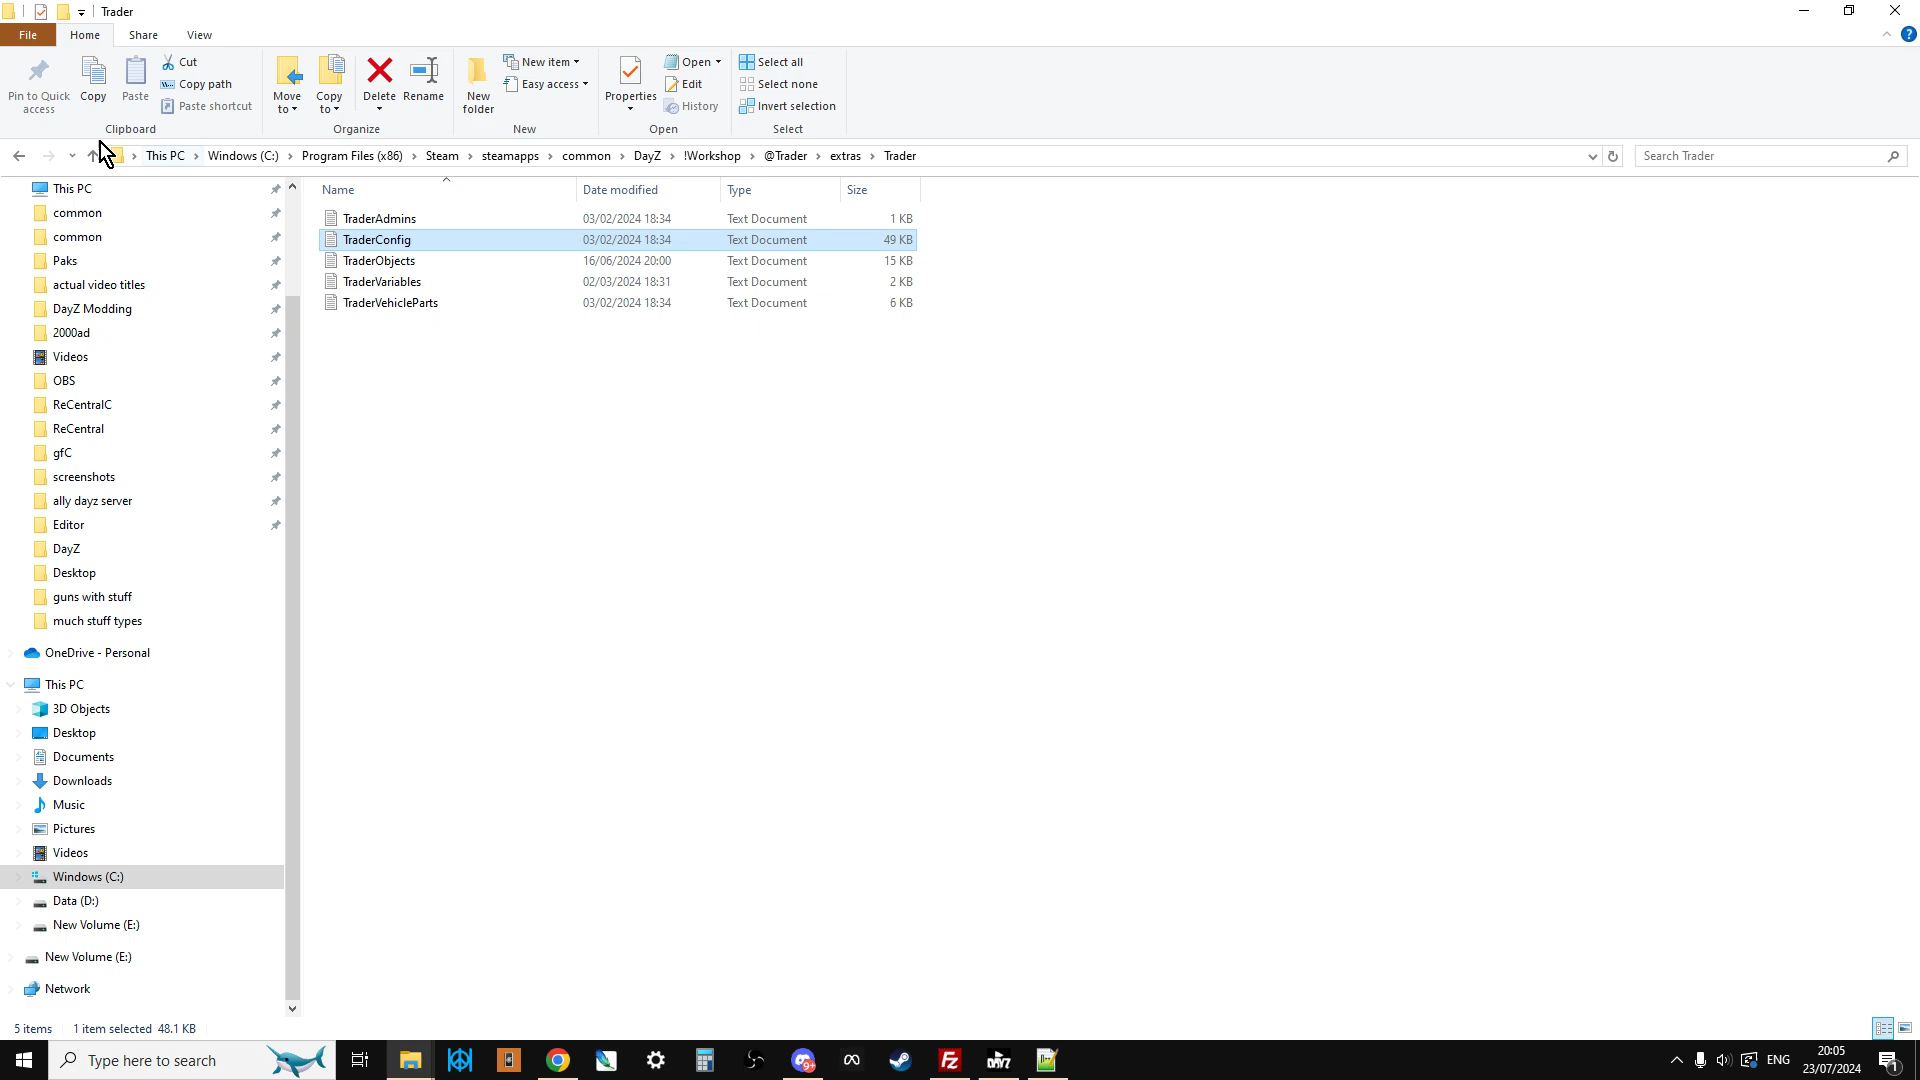 Trader
File Home Share View
Pin to Quick access
Copy
Paste
Cut
Copy path
Paste shortcut
Clipboard
Move to
Copy to
Delete
Rename
Organize
New folder
New item
Easy access
New
Properties
Open
Edit
History
Open
Select all
Select none
Invert selection
Select
This PC Windows (C:) Program Files (x86) Steam steamapps common DayZ !Workshop @Trader extras Trader
Search Trader
This PC
common
common
Paks
actual video titles
DayZ Modding
2000ad
Videos
OBS
ReCentralC
ReCentral
gfC
screenshots
ally dayz server
Editor
DayZ
Desktop
guns with stuff
much stuff types
OneDrive - Personal
This PC
3D Objects
Desktop
Documents
Downloads
Music
Pictures
Videos
Windows (C:)
Data (D:)
New Volume (E:)
New Volume (E:)
Network
Name Date modified Type Size
TraderAdmins 03/02/2024 18:34 Text Document 1 KB
TraderConfig 03/02/2024 18:34 Text Document 49 KB
TraderObjects 16/06/2024 20:00 Text Document 15 KB
TraderVariables 02/03/2024 18:31 Text Document 2 KB
TraderVehicleParts 03/02/2024 18:34 Text Document 6 KB
5 items 1 item selected 48.1 KB
Type here to search
9+
FZ
DAYZ
ENG
20:05
23/07/2024
1